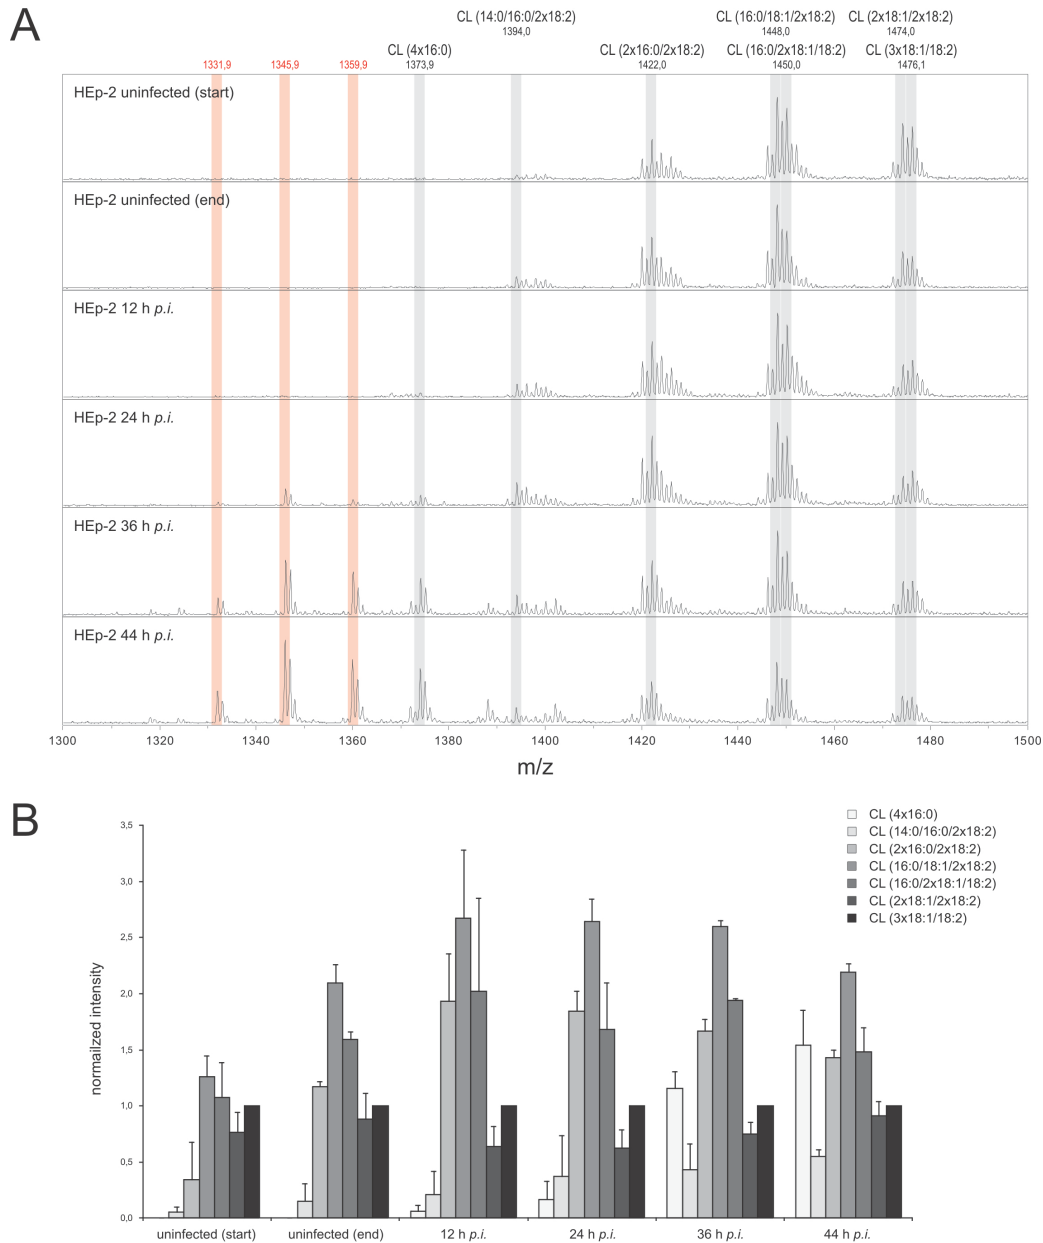 A
CL (14:0/16:0/2x18:2)
1394,0
CL (16:0/18:1/2x18:2)
1448,0
CL (2x18:1/2x18:2)
1474,0
1331,9
1345,9
1359,9
CL (4x16:0)
1373,9
CL (2x16:0/2x18:2)
1422,0
CL (16:0/2x18:1/18:2)
1450,0
CL (3x18:1/18:2)
1476,1
HEp-2 uninfected (start)
HEp-2 uninfected (end)
HEp-2 12 h p.i.
HEp-2 24 h p.i.
HEp-2 36 h p.i.
HEp-2 44 h p.i.
1300 1320 1340 1360 1380 1400 1420 1440 1460 1480 1500
m/z
B
CL (4x16:0)
CL (14:0/16:0/2x18:2)
CL (2x16:0/2x18:2)
CL (16:0/18:1/2x18:2)
CL (16:0/2x18:1/18:2)
CL (2x18:1/2x18:2)
CL (3x18:1/18:2)
normailzed intensity
3,5
3,0
2,5
2,0
1,5
1,0
0,5
0,0
uninfected (start) uninfected (end) 12 h p.i. 24 h p.i. 36 h p.i. 44 h p.i.